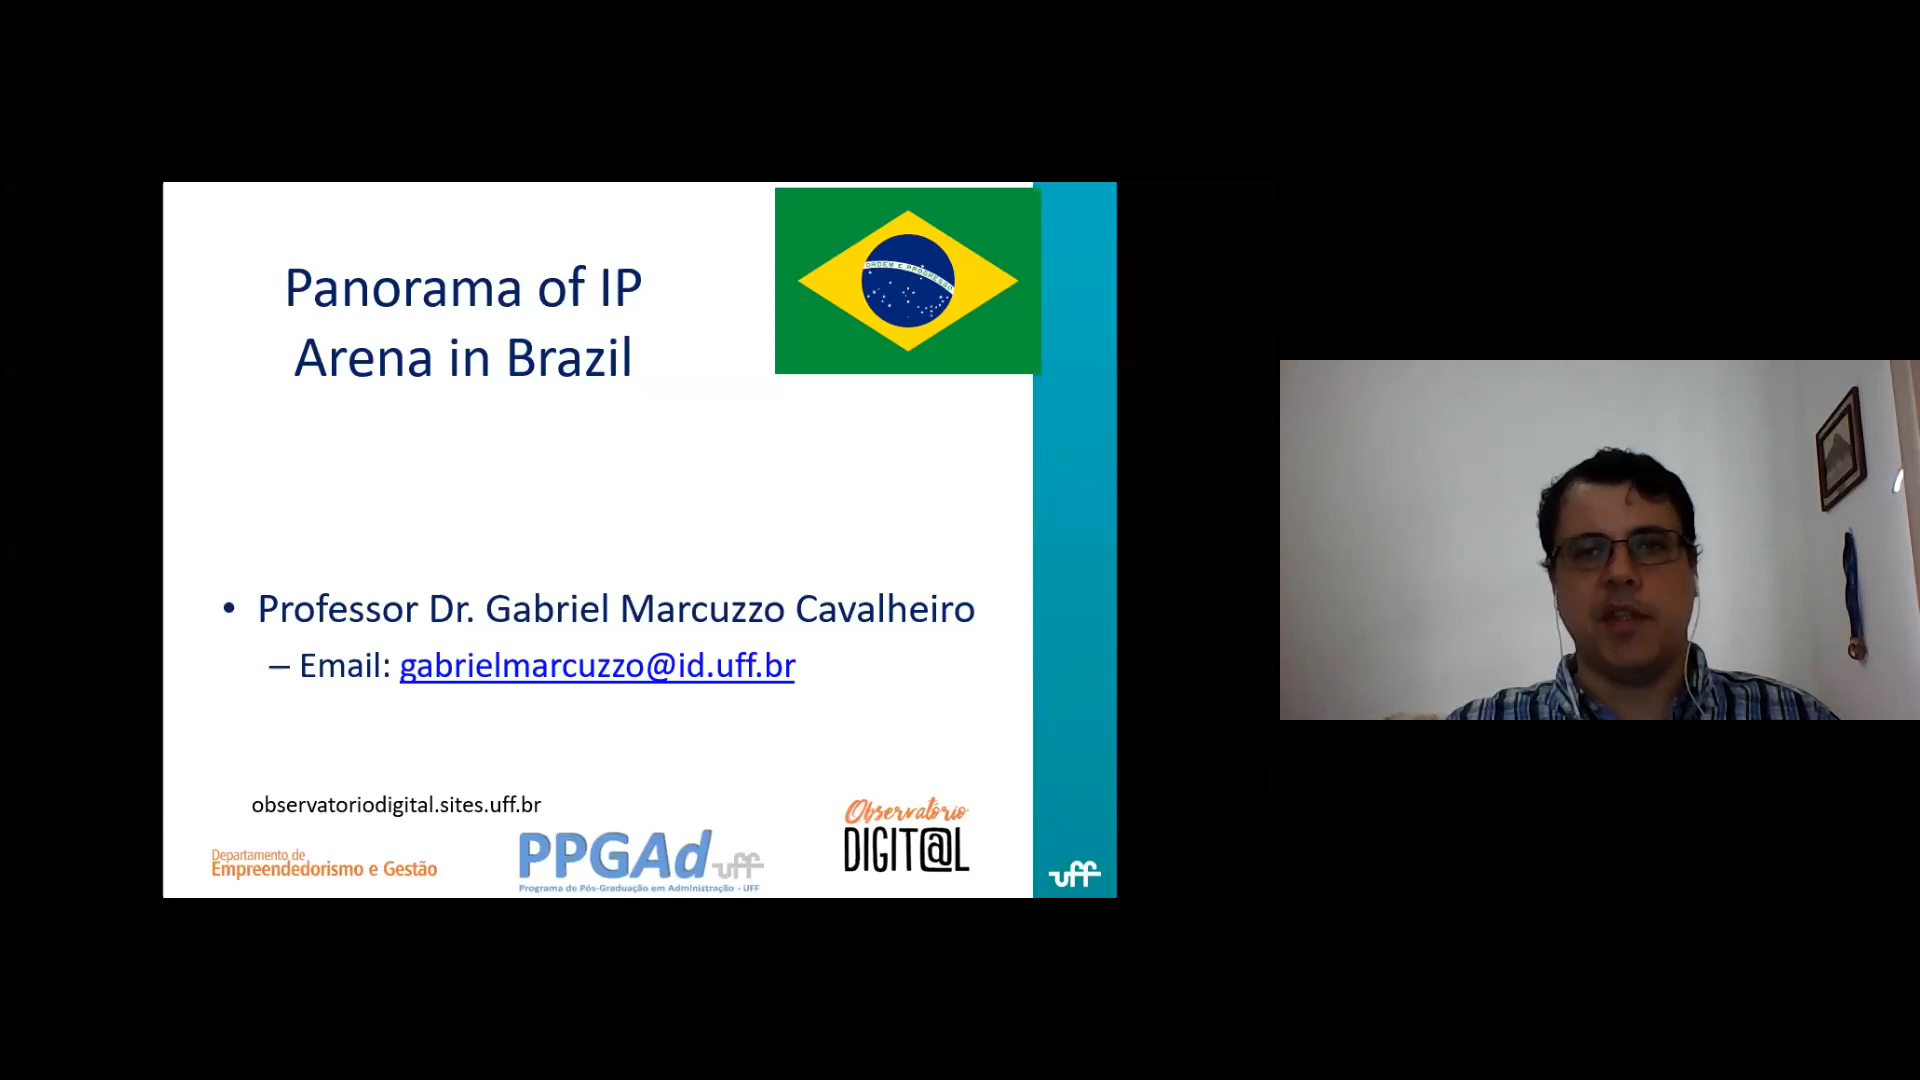 Panorama of IP
Arena in Brazil
ORDEM E PROGRESSO
• Professor Dr. Gabriel Marcuzzo Cavalheiro
– Email: gabrielmarcuzzo@id.uff.br
observatoriodigital.sites.uff.br
Departamento de
Empreendedorismo e Gestão
PPGAd uff
Programa de Pós-Graduação em Administração - UFF
Observatório
DIGIT@L
uff